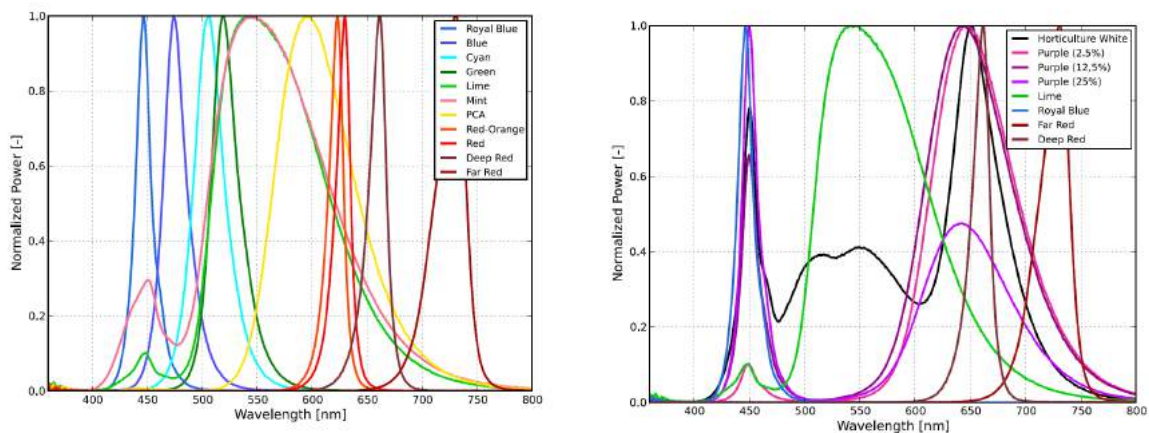 1.0
0.8
0.6
0.4
0.2
0.0
Normalized Power [-]
400
450
500
550
600
650
700
750
800
Wavelength [nm]
Royal Blue
Blue
Cyan
Green
Lime
Mint
PCA
Red-Orange
Red
Deep Red
Far Red
1.0
0.8
0.6
0.4
0.2
0.0
Normalized Power [-]
400
450
500
550
600
650
700
750
800
Wavelength [nm]
Horticulture White
Purple (2.5%)
Purple (12,5%)
Purple (25%)
Lime
Royal Blue
Far Red
Deep Red